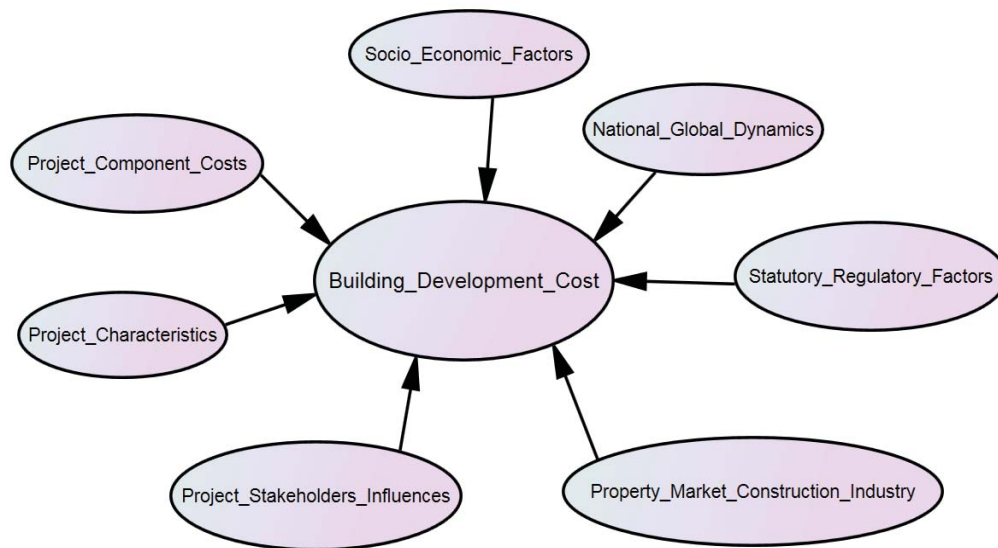 Socio_Economic_Factors
National_Global_Dynamics
Project_Component_Costs
Building_Development_Cost
Statutory_Regulatory_Factors
Project_Characteristics
Project_Stakeholders_Influences
Property_Market_Construction_Industry